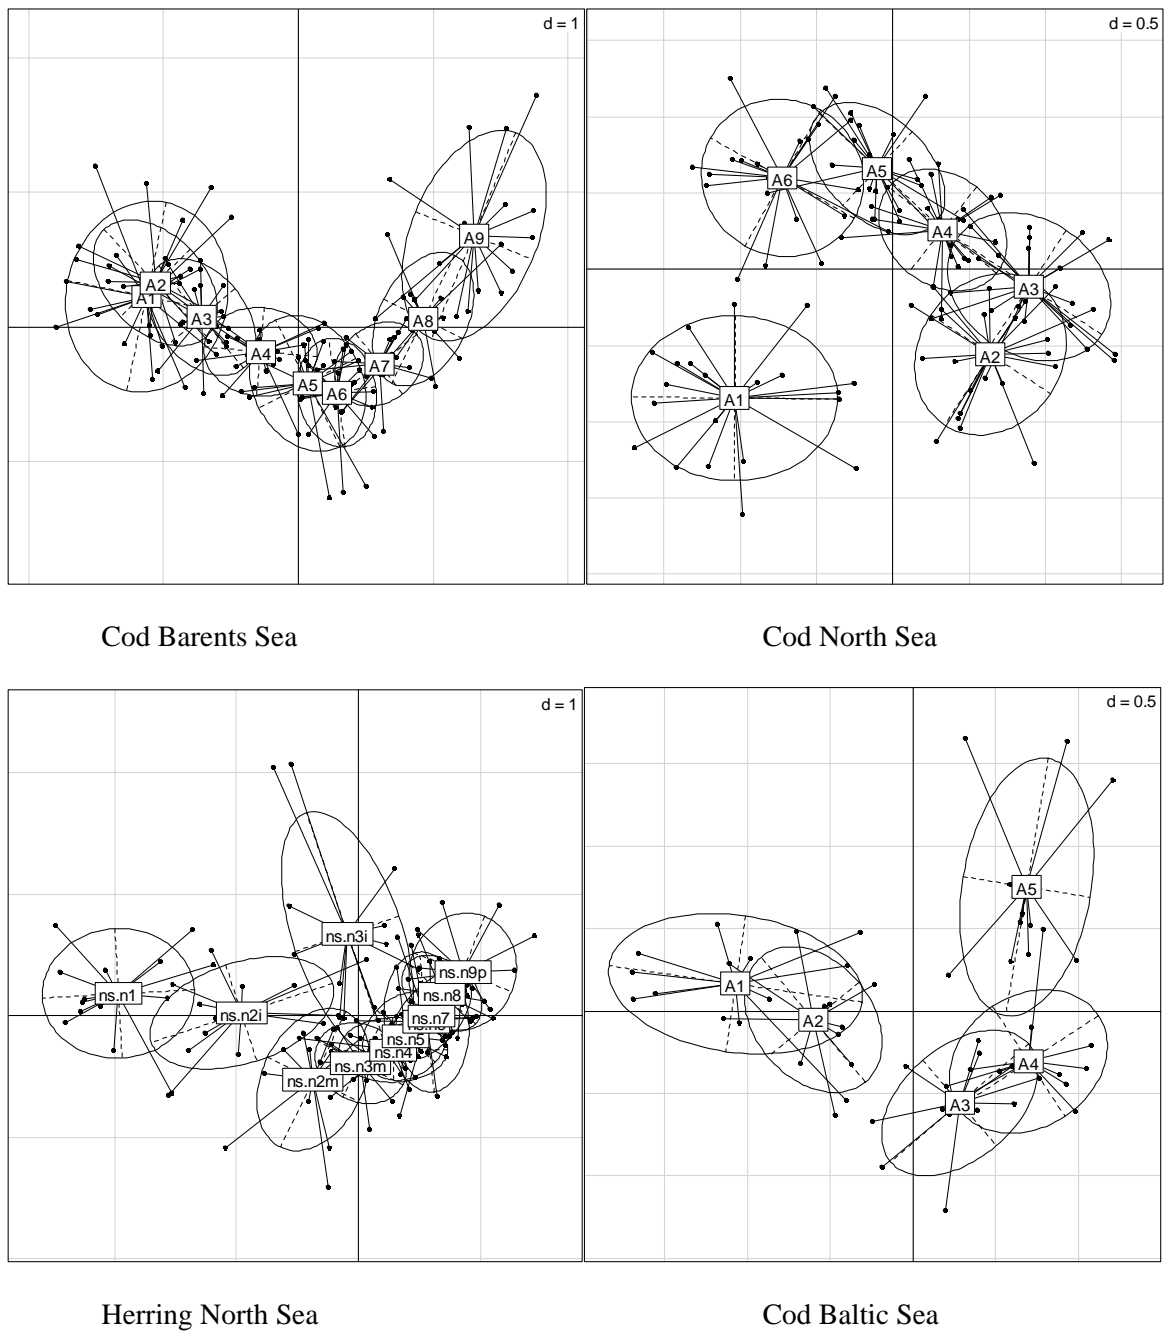 d = 1
d = 0.5
A9
A2
A1
A3
A8
A4
A7
A5
A6
A6
A5
A4
A3
A2
A1
Cod Barents Sea
Cod North Sea
d = 1
d = 0.5
ns.n3i
ns.n9p
ns.n1
ns.n8
ns.n2i
ns.n7
ns.n5
ns.n4
ns.n3m
ns.n2m
A5
A1
A2
A4
A3
Herring North Sea
Cod Baltic Sea